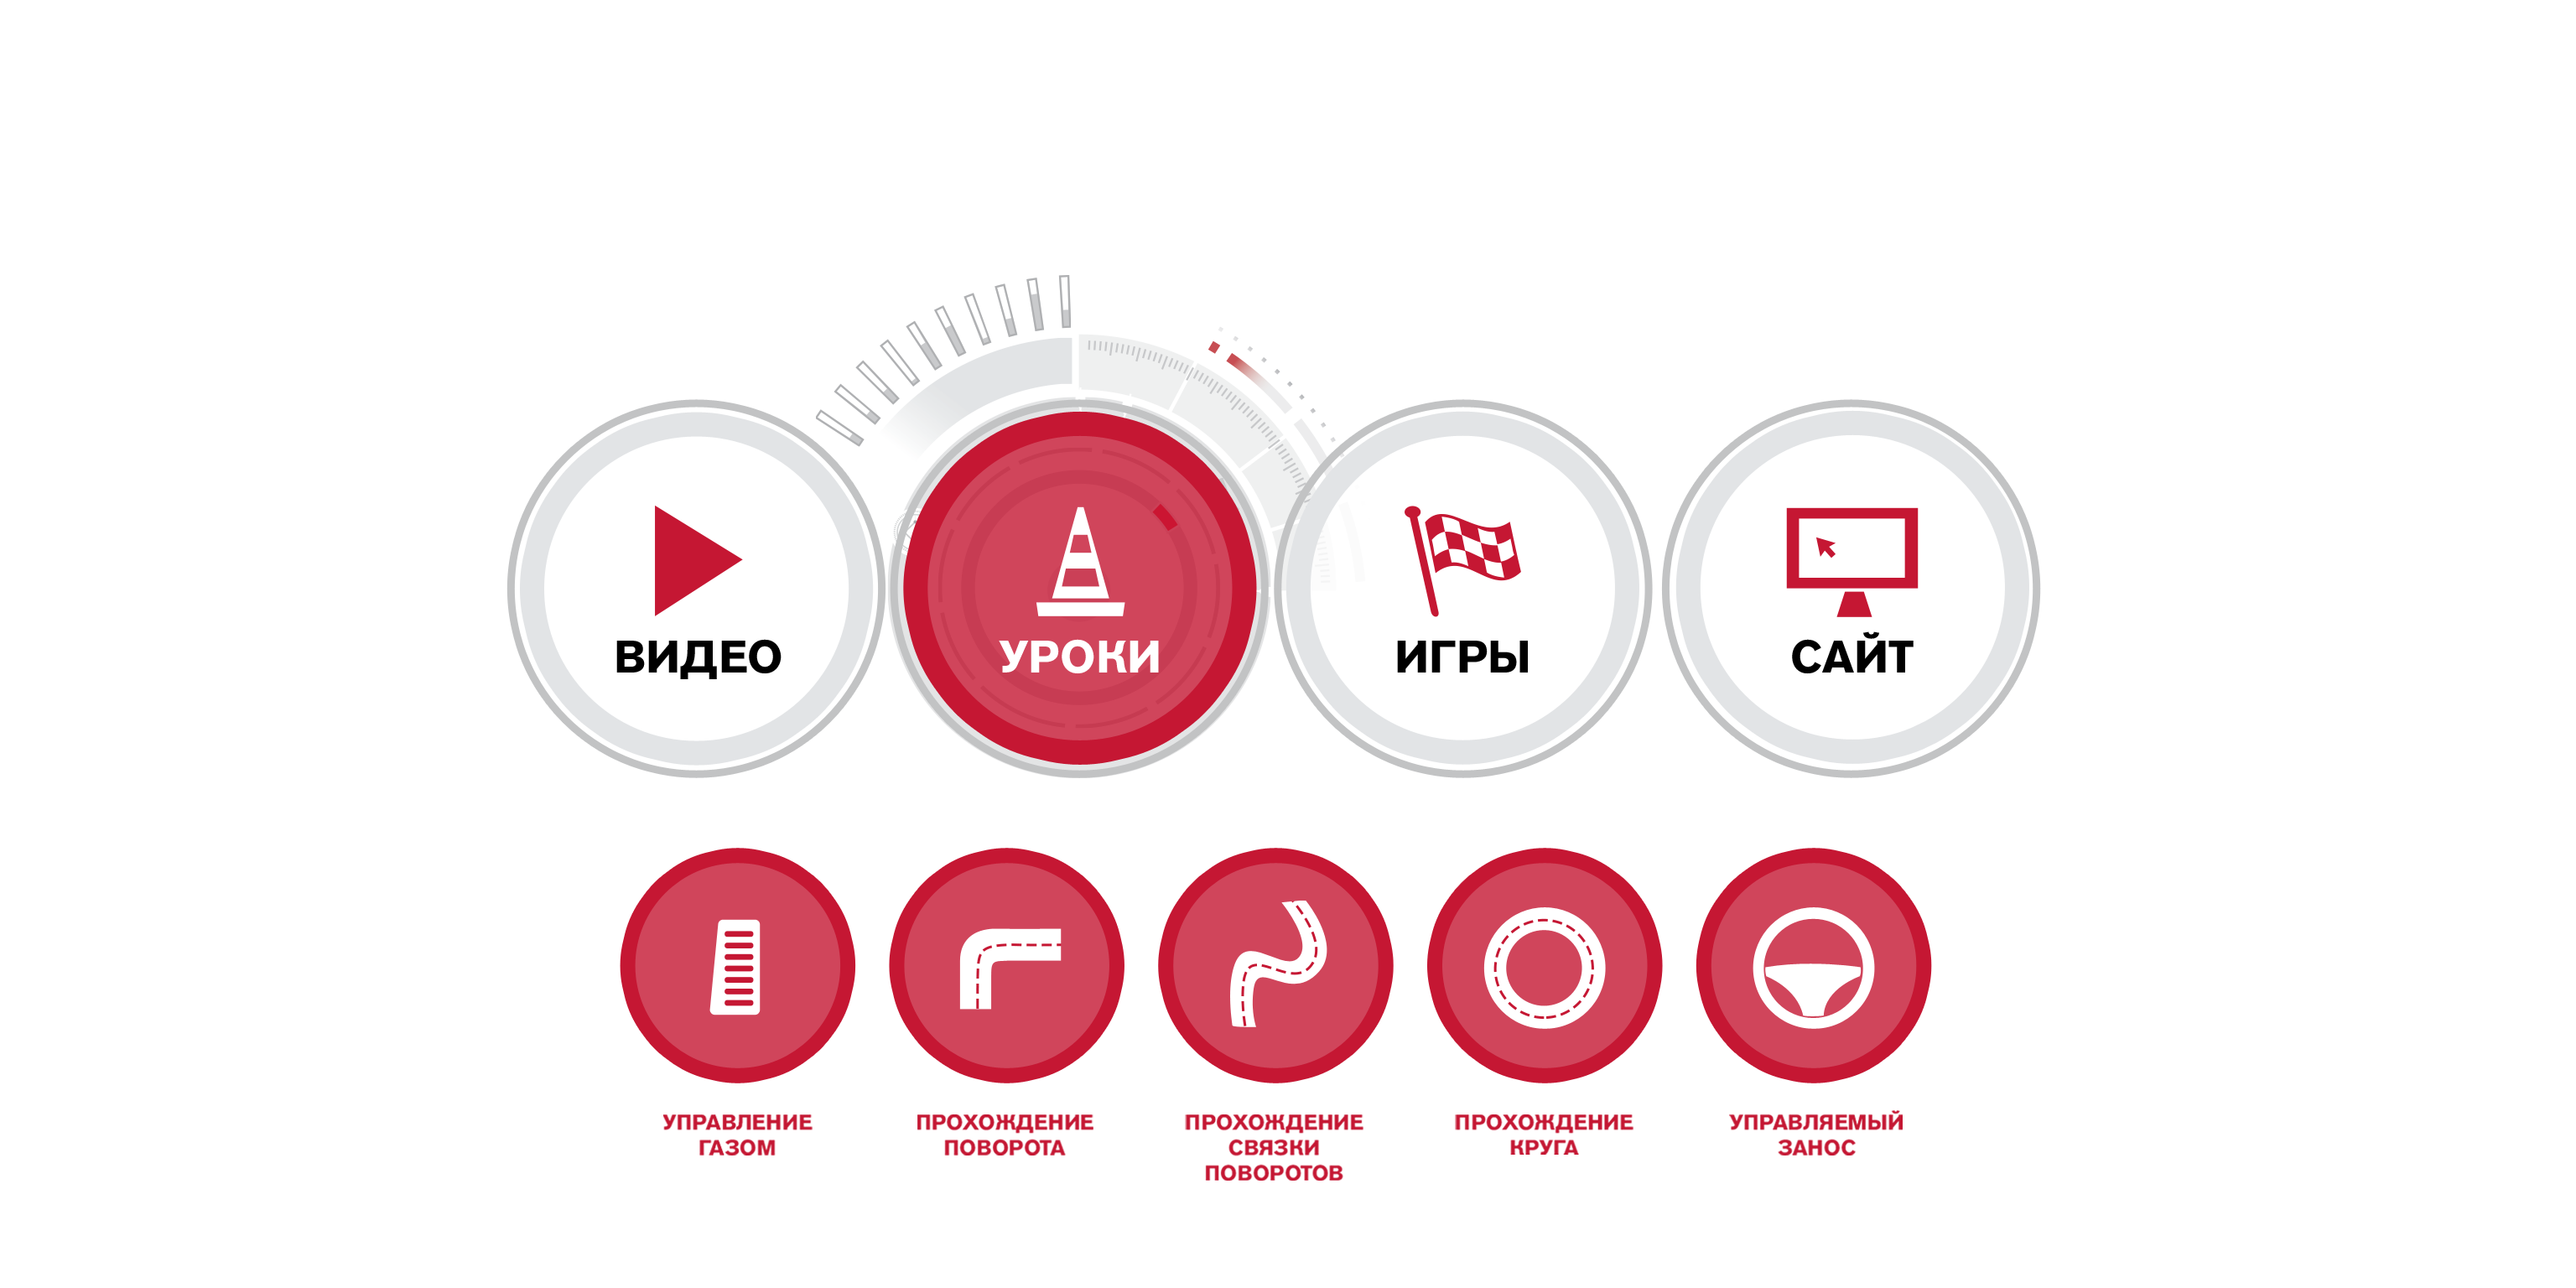 ВИДЕО
УРОКИ
ИГРЫ
САЙТ
УПРАВЛЕНИЕ
ГАЗОМ
ПРОХОЖДЕНИЕ
ПОВОРОТА
ПРОХОЖДЕНИЕ
СВЯЗКИ
ПОВОРОТОВ
ПРОХОЖДЕНИЕ
КРУГА
УПРАВЛЯЕМЫЙ
ЗАНОС